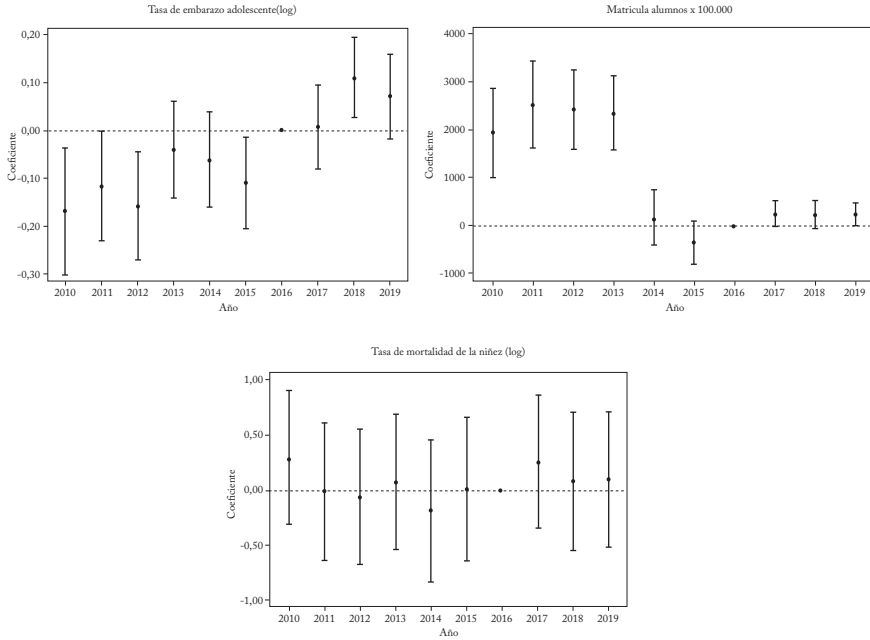 Tasa de embarazo adolescente(log)
0,20
0,10
0,00
-0,10
-0,20
-0,30
Coeficiente
2010 2011 2012 2013 2014 2015 2016 2017 2018 2019
Año
Matricula alumnos x 100.000
4000
3000
2000
1000
0
-1000
Coeficiente
2010 2011 2012 2013 2014 2015 2016 2017 2018 2019
Año
Tasa de mortalidad de la niñez (log)
1,00
0,50
0,00
-0,50
-1,00
Coeficiente
2010 2011 2012 2013 2014 2015 2016 2017 2018 2019
Año